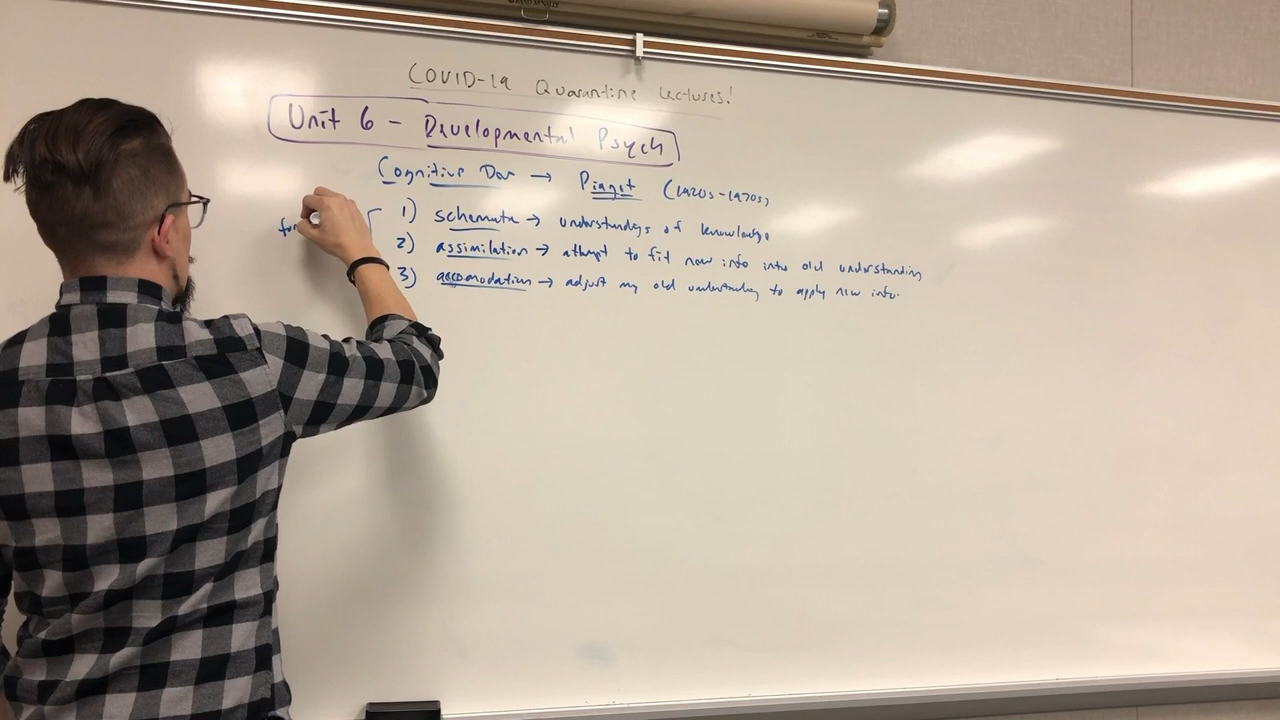 COVID-19 Quarantine Lectures!
Unit 6 - Developmental Psych
Cognitive Dev → Piaget (1920s-1970s)
1) schemata → understandings of knowledge
2) assimilation → attempt to fit new info into old understanding
3) accomodation → adjust my old understanding to apply new info.